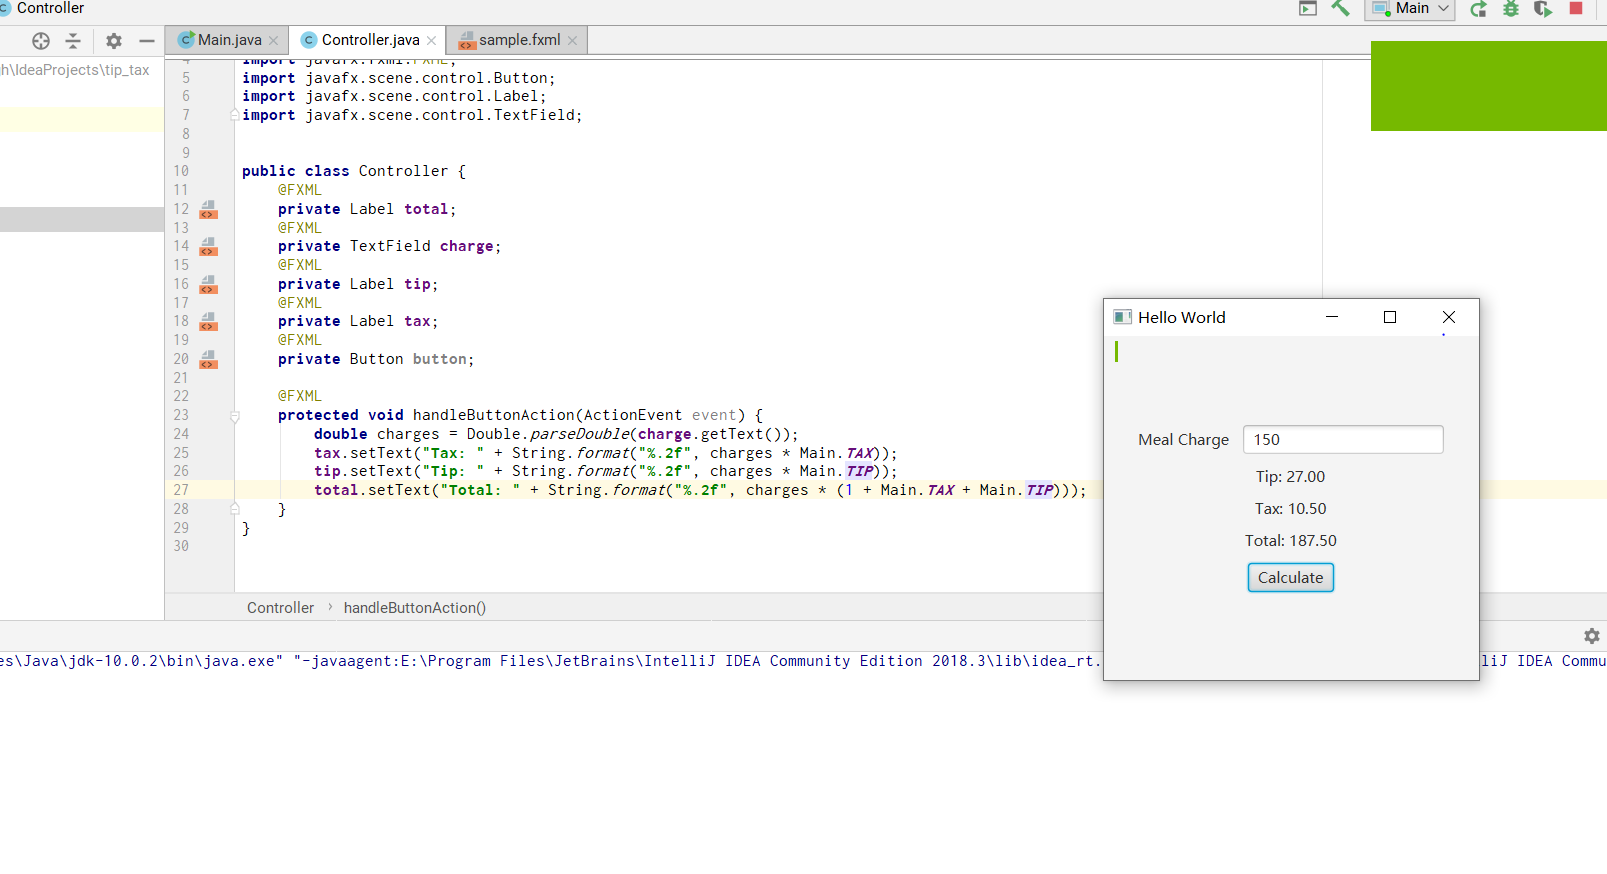 Controller
Main
Main.java
Controller.java
sample.fxml
h\IdeaProjects\tip_tax
4 import javafx.fxml.FXML;
5 import javafx.scene.control.Button;
6 import javafx.scene.control.Label;
7 import javafx.scene.control.TextField;
8
9
10 public class Controller {
11 @FXML
12 private Label total;
13 @FXML
14 private TextField charge;
15 @FXML
16 private Label tip;
17 @FXML
18 private Label tax;
19 @FXML
20 private Button button;
21
22 @FXML
23 protected void handleButtonAction(ActionEvent event) {
24 double charges = Double.parseDouble(charge.getText());
25 tax.setText("Tax: " + String.format("%.2f", charges * Main.TAX));
26 tip.setText("Tip: " + String.format("%.2f", charges * Main.TIP));
27 total.setText("Total: " + String.format("%.2f", charges * (1 + Main.TAX + Main.TIP)));
28 }
29 }
30
Controller › handleButtonAction()
es\Java\jdk-10.0.2\bin\java.exe" "-javaagent:E:\Program Files\JetBrains\IntelliJ IDEA Community Edition 2018.3\lib\idea_rt.
liJ IDEA Commu
Hello World
Meal Charge
150
Tip: 27.00
Tax: 10.50
Total: 187.50
Calculate